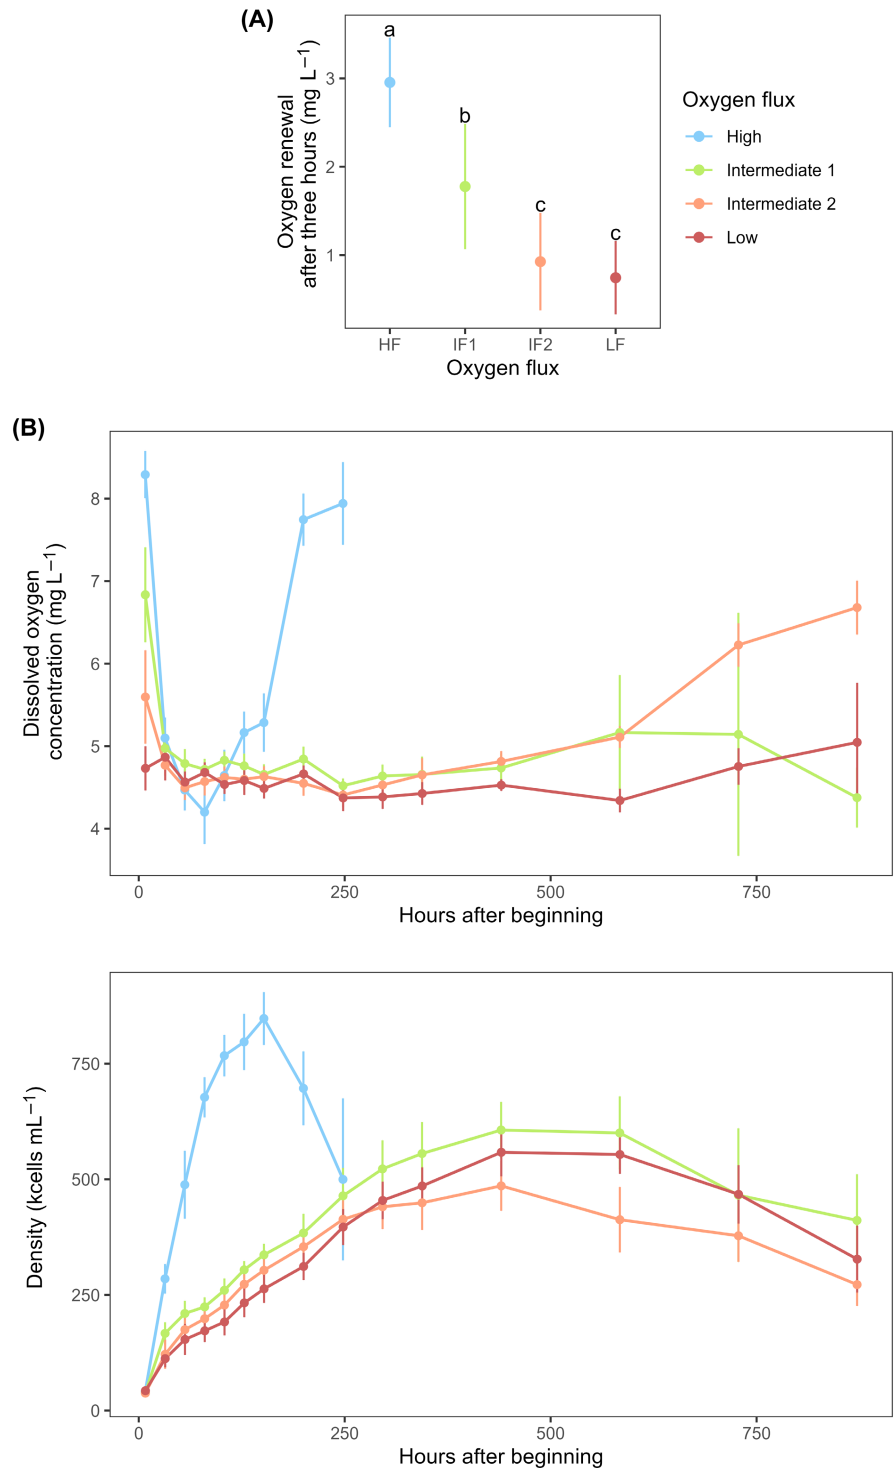 (A)
Oxygen renewal
after three hours (mg L−1)
3
2
1
a
b
c
c
HF
IF1
IF2
LF
Oxygen flux
Oxygen flux
High
Intermediate 1
Intermediate 2
Low
(B)
Dissolved oxygen
concentration (mg L−1)
8
7
6
5
4
0
250
500
750
Hours after beginning
Density (kcells mL−1)
750
500
250
0
0
250
500
750
Hours after beginning